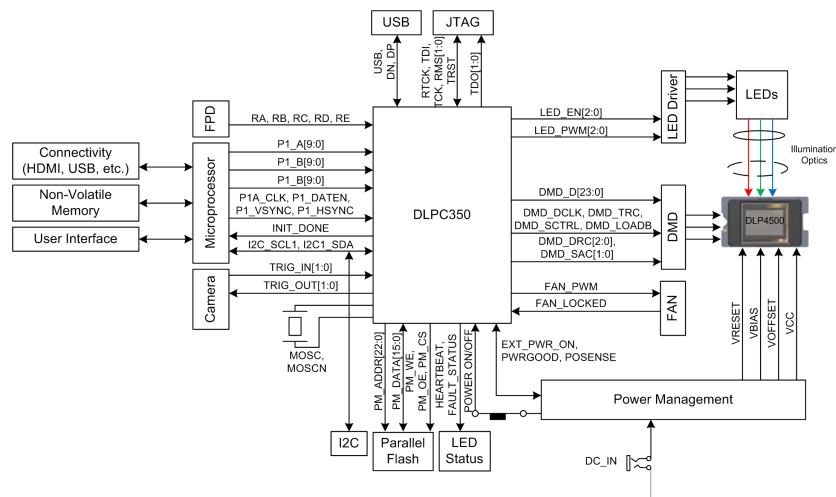 USB
JTAG
USB,
DN, DP
RTCK, TDI,
TCK, RMS[1:0]
TRST
TDO[1:0]
FPD
RA, RB, RC, RD, RE
LED_EN[2:0]
LED_PWM[2:0]
LED Driver
LEDs
Illumination
Optics
Connectivity
(HDMI, USB, etc.)
Non-Volatile
Memory
User Interface
Microprocessor
P1_A[9:0]
P1_B[9:0]
P1_B[9:0]
P1A_CLK, P1_DATEN,
P1_VSYNC, P1_HSYNC
INIT_DONE
I2C_SCL1, I2C1_SDA
DLPC350
DMD_D[23:0]
DMD_DCLK, DMD_TRC,
DMD_SCTRL, DMD_LOADB
DMD_DRC[2:0],
DMD_SAC[1:0]
DMD
DLP4500
Camera
TRIG_IN[1:0]
TRIG_OUT[1:0]
FAN_PWM
FAN_LOCKED
FAN
MOSC,
MOSCN
PM_ADDR[22:0]
PM_DATA[15:0]
PM_WE,
PM_OE, PM_CS
HEARTBEAT,
FAULT_STATUS
POWER ON/OFF
EXT_PWR_ON,
PWRGOOD, POSENSE
VRESET
VBIAS
VOFFSET
VCC
Power Management
I2C
Parallel
Flash
LED
Status
DC_IN